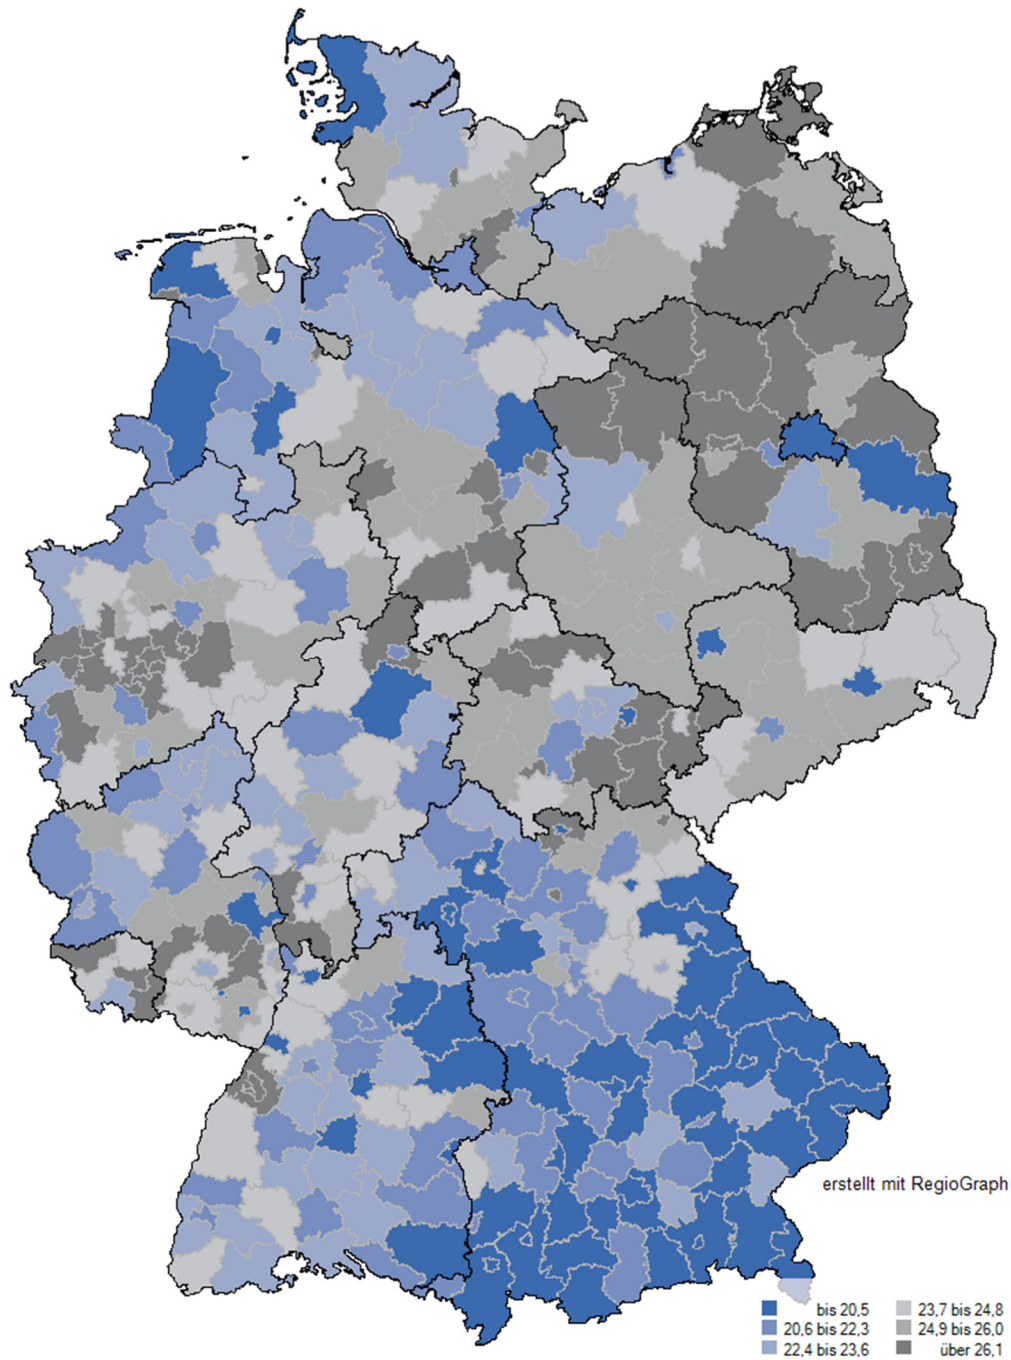 erstellt mit RegioGraph
bis 20,5
20,6 bis 22,3
22,4 bis 23,6
23,7 bis 24,8
24,9 bis 26,0
über 26,1